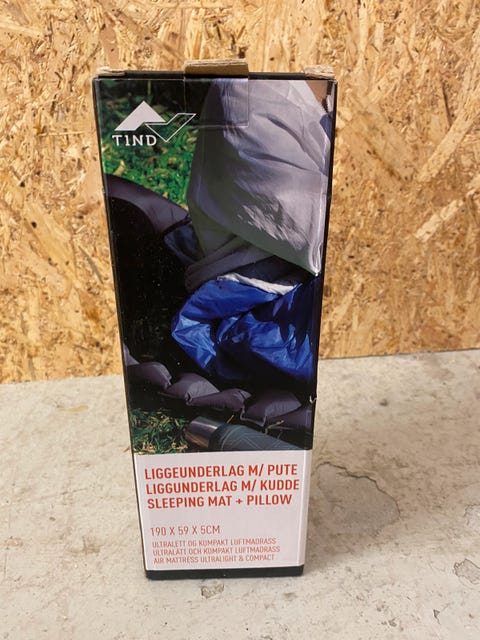 TIND
LIGGEUNDERLAG M/ PUTE
LIGGUNDERLAG M/ KUDDE
SLEEPING MAT + PILLOW
190 X 59 X 5CM
ULTRALETT OG KOMPAKT LUFTMADRASS
ULTRALÄTT OCH KOMPAKT LUFTMADRASS
AIR MATTRESS ULTRALIGHT & COMPACT